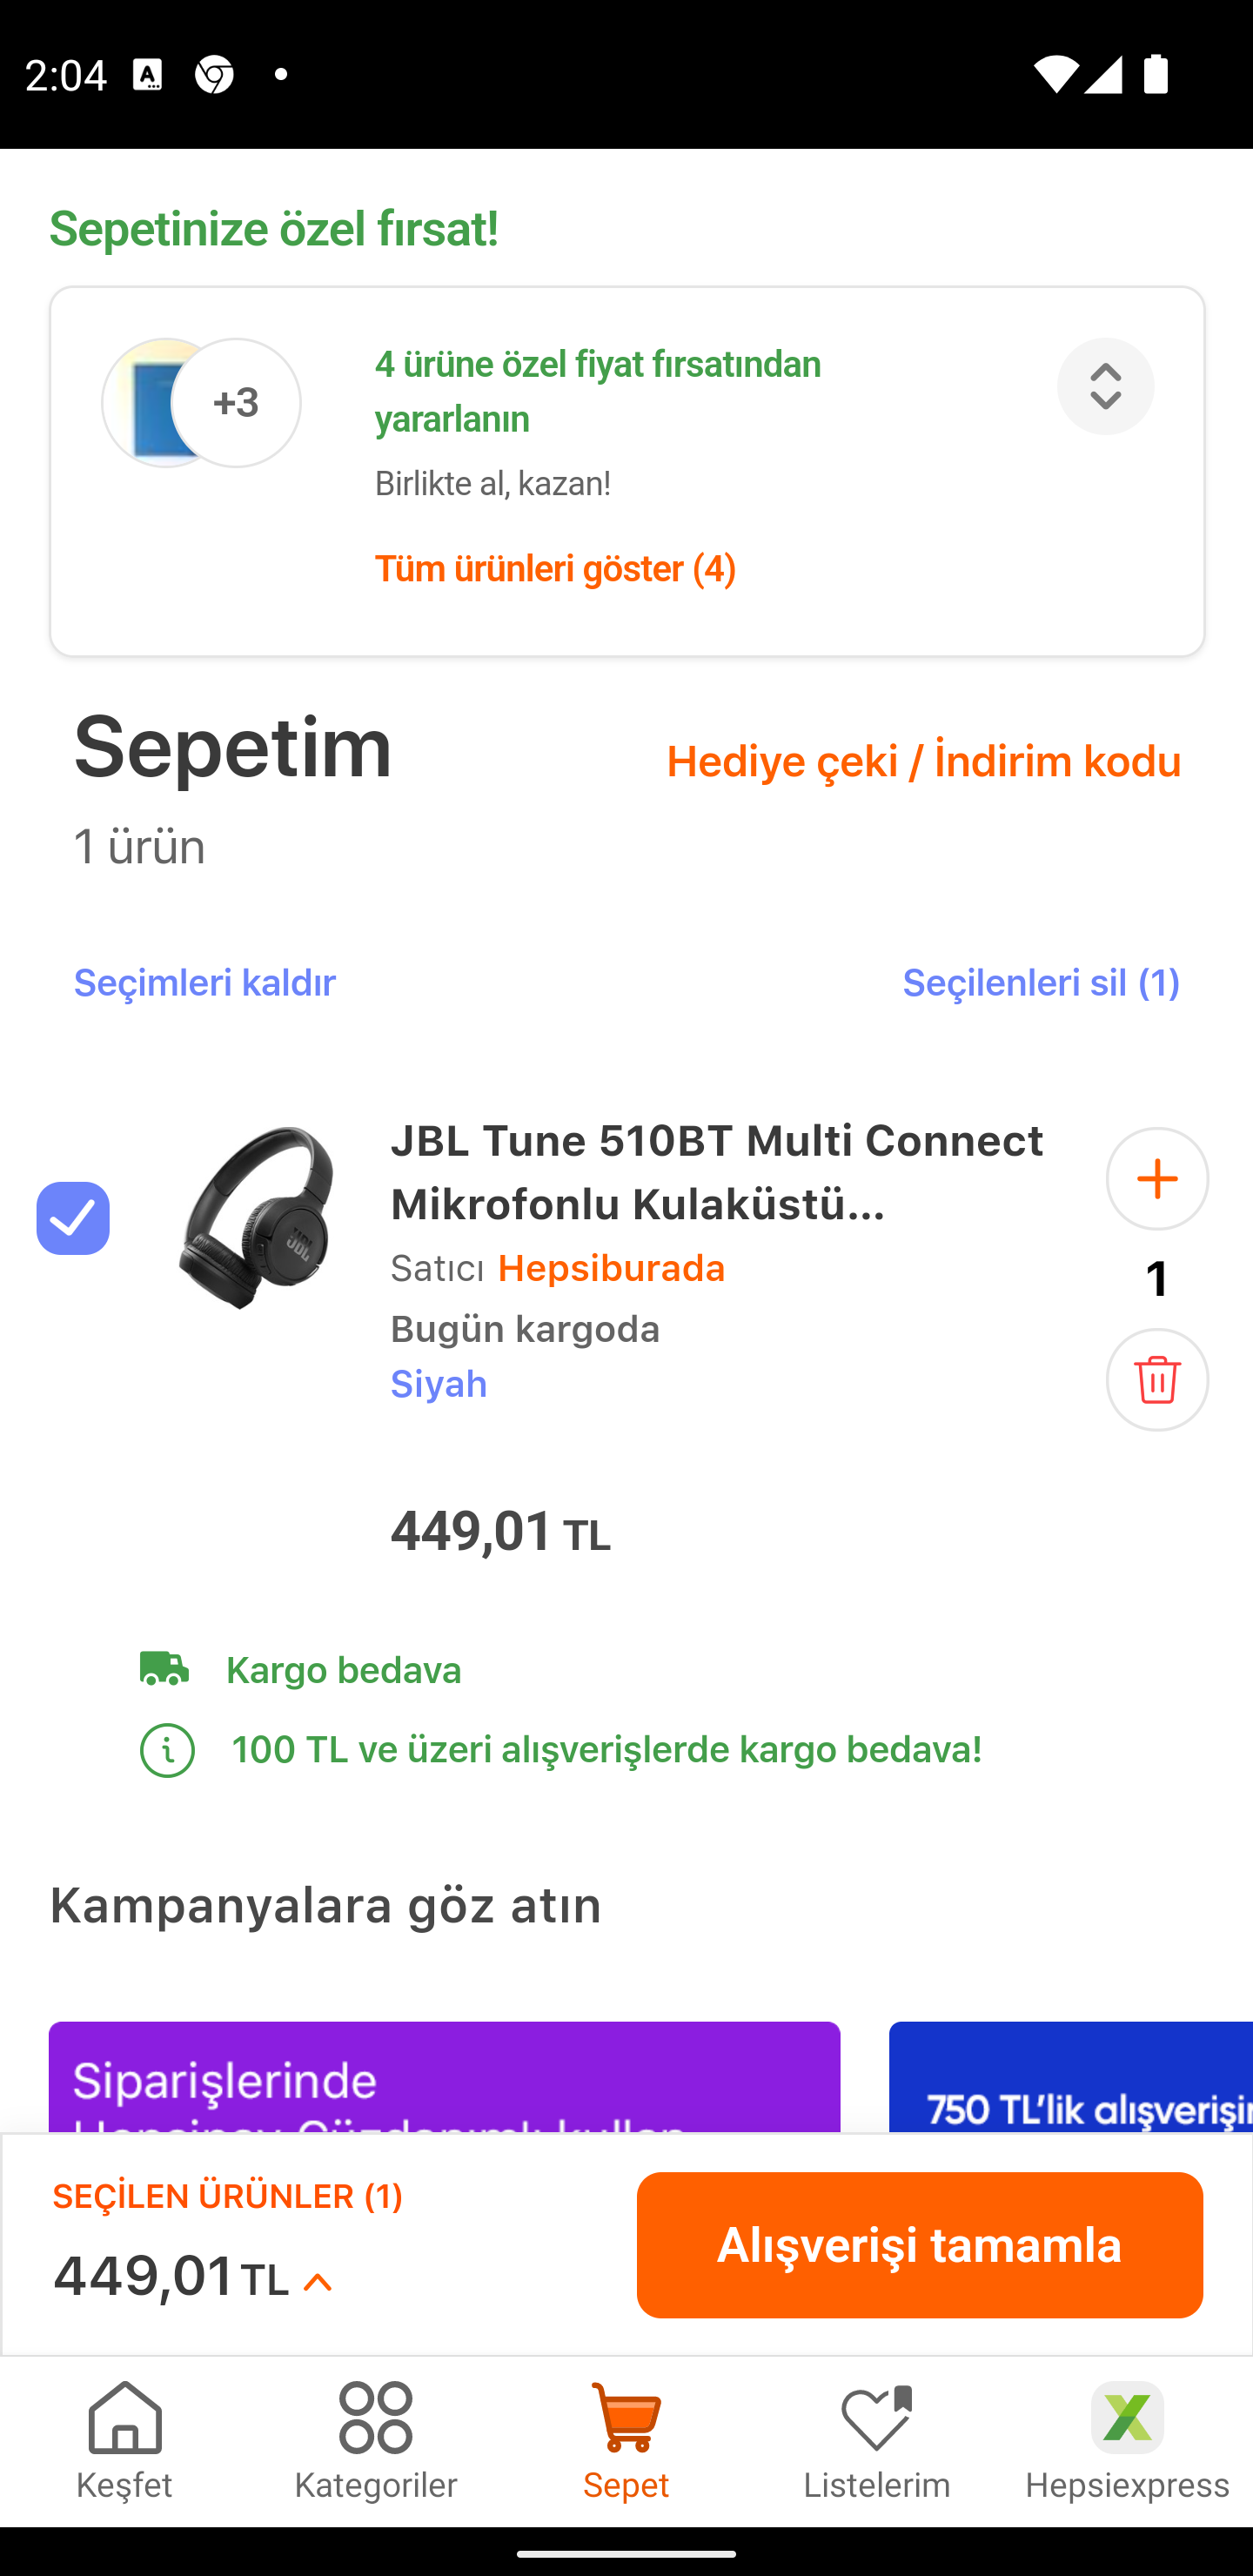 2:04
Sepetinize özel fırsat!
+3
4 ürüne özel fiyat fırsatından
yararlanın
Birlikte al, kazan!
Tüm ürünleri göster (4)
Sepetim
Hediye çeki / İndirim kodu
1 ürün
Seçimleri kaldır
Seçilenleri sil (1)
JBL Tune 510BT Multi Connect
Mikrofonlu Kulaküstü...
Satıcı Hepsiburada
Bugün kargoda
Siyah
1
449,01 TL
Kargo bedava
100 TL ve üzeri alışverişlerde kargo bedava!
Kampanyalara göz atın
Siparişlerinde
750 TL'lik
SEÇİLEN ÜRÜNLER (1)
449,01 TL
Alışverişi tamamla
Keşfet
Kategoriler
Sepet
Listelerim
Hepsiexpress